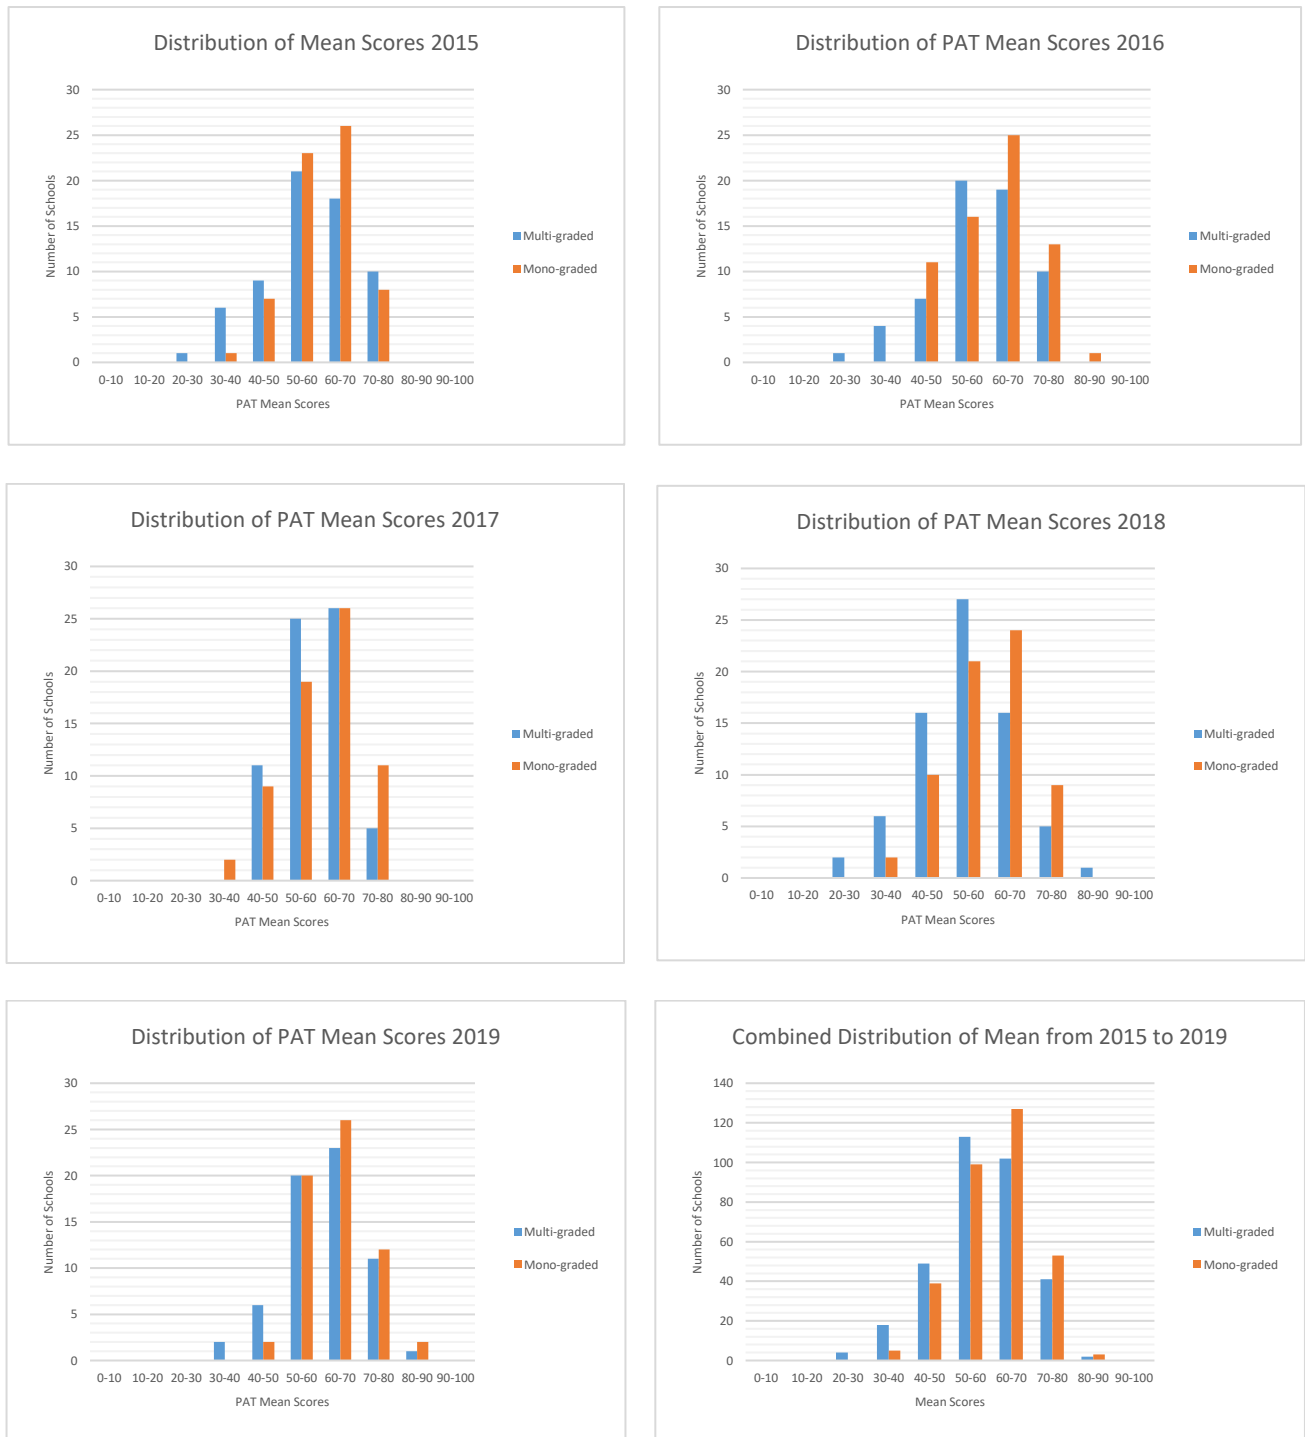 Distribution of Mean Scores 2015
30
25
20
15
10
5
0
Number of Schools
0-10 10-20 20-30 30-40 40-50 50-60 60-70 70-80 80-90 90-100
PAT Mean Scores
Multi-graded
Mono-graded
Distribution of PAT Mean Scores 2016
30
25
20
15
10
5
0
Number of Schools
0-10 10-20 20-30 30-40 40-50 50-60 60-70 70-80 80-90 90-100
PAT Mean Scores
Multi-graded
Mono-graded
Distribution of PAT Mean Scores 2017
30
25
20
15
10
5
0
Number of Schools
0-10 10-20 20-30 30-40 40-50 50-60 60-70 70-80 80-90 90-100
PAT Mean Scores
Multi-graded
Mono-graded
Distribution of PAT Mean Scores 2018
30
25
20
15
10
5
0
Number of Schools
0-10 10-20 20-30 30-40 40-50 50-60 60-70 70-80 80-90 90-100
PAT Mean Scores
Multi-graded
Mono-graded
Distribution of PAT Mean Scores 2019
30
25
20
15
10
5
0
Number of Schools
0-10 10-20 20-30 30-40 40-50 50-60 60-70 70-80 80-90 90-100
PAT Mean Scores
Multi-graded
Mono-graded
Combined Distribution of Mean from 2015 to 2019
140
120
100
80
60
40
20
0
Number of Schools
0-10 10-20 20-30 30-40 40-50 50-60 60-70 70-80 80-90 90-100
Mean Scores
Multi-graded
Mono-graded